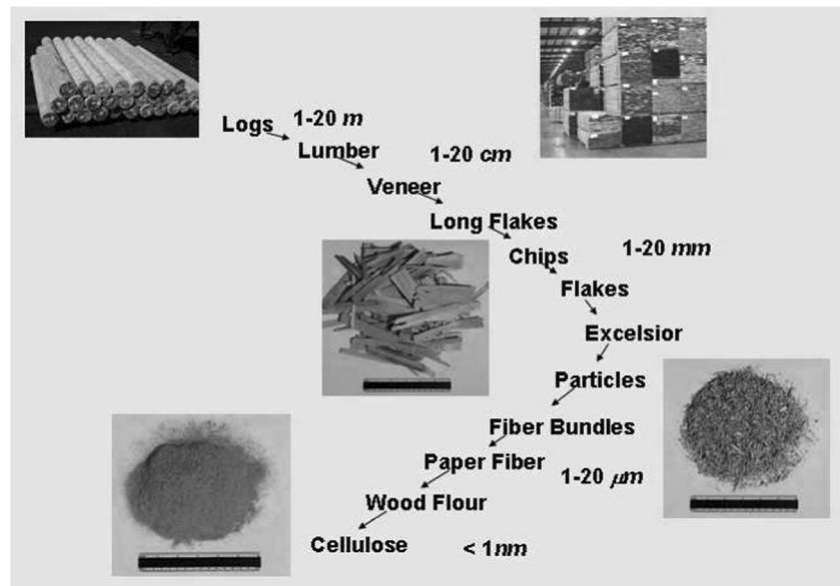 Logs
1-20 m
Lumber
1-20 cm
Veneer
Long Flakes
Chips
1-20 mm
Flakes
Excelsior
Particles
Fiber Bundles
Paper Fiber
1-20 μm
Wood Flour
Cellulose
< 1nm